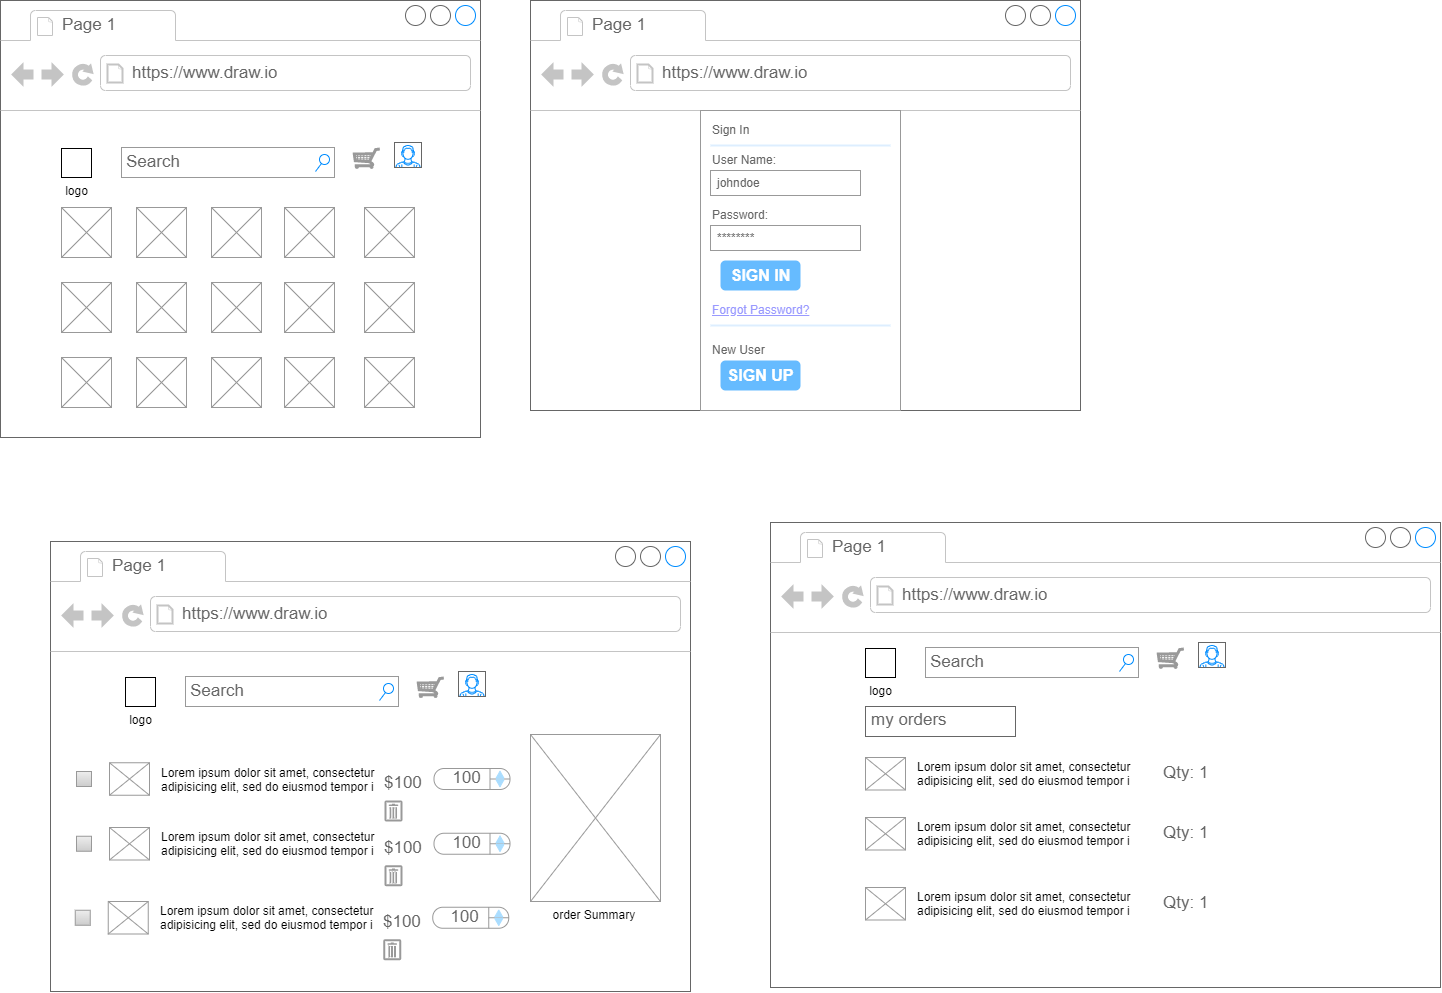 Page 1
https://www.draw.io
Search
logo
Page 1
https://www.draw.io
Sign In
User Name:
johndoe
Password:
********
SIGN IN
Forgot Password?
New User
SIGN UP
Page 1
https://www.draw.io
Search
logo
Lorem ipsum dolor sit amet, consectetur
adipisicing elit, sed do eiusmod tempor i
$100
100
Lorem ipsum dolor sit amet, consectetur
adipisicing elit, sed do eiusmod tempor i
$100
100
Lorem ipsum dolor sit amet, consectetur
adipisicing elit, sed do eiusmod tempor i
$100
100
order Summary
Page 1
https://www.draw.io
Search
logo
my orders
Lorem ipsum dolor sit amet, consectetur
adipisicing elit, sed do eiusmod tempor i
Qty: 1
Lorem ipsum dolor sit amet, consectetur
adipisicing elit, sed do eiusmod tempor i
Qty: 1
Lorem ipsum dolor sit amet, consectetur
adipisicing elit, sed do eiusmod tempor i
Qty: 1